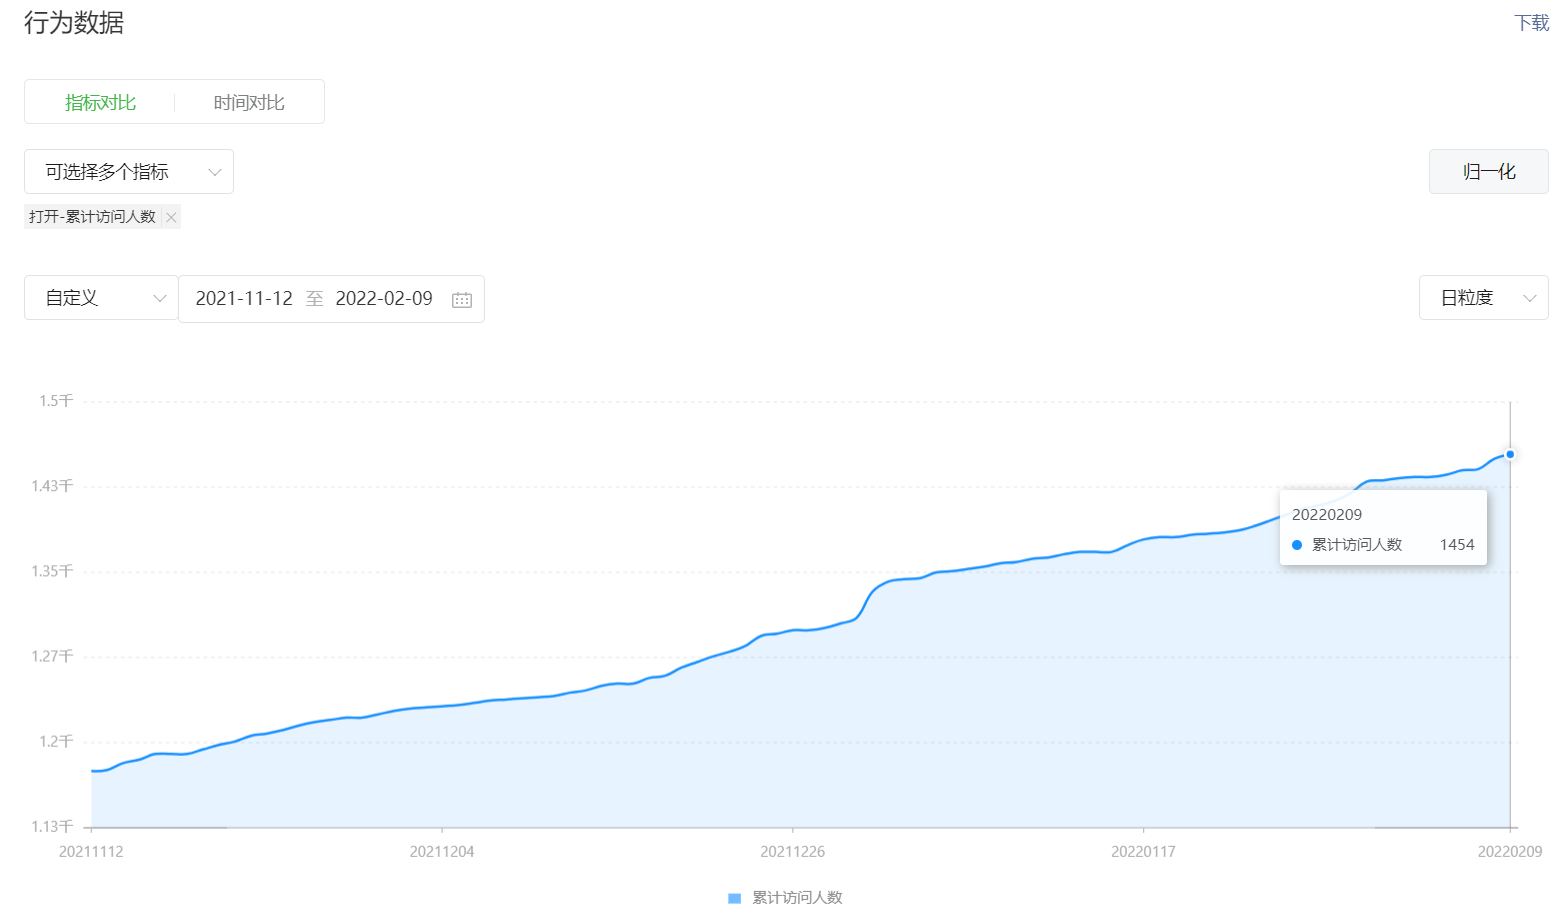 行为数据
下载
指标对比
时间对比
可选择多个指标
归一化
打开-累计访问人数
自定义
2021-11-12 至 2022-02-09
日粒度
1.5千
1.43千
1.35千
1.27千
1.2千
1.13千
20220209
累计访问人数 1454
20211112
20211204
20211226
20220117
20220209
累计访问人数